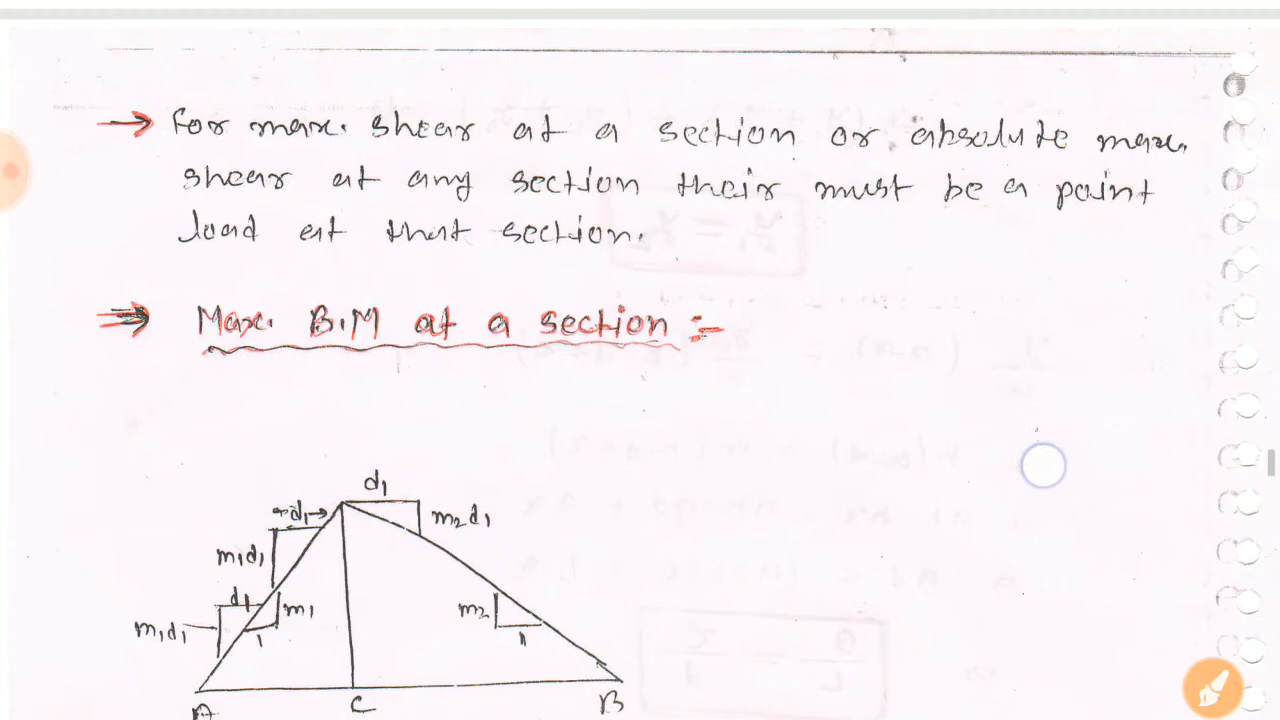 → For max. shear at a section or absolute max.
shear at any section their must be a point
load at that section.
⇒ Max. B.M at a section :-
d1
d1
m2d1
m1d1
d1
m1
m2
m1d1
1
1
A
C
B